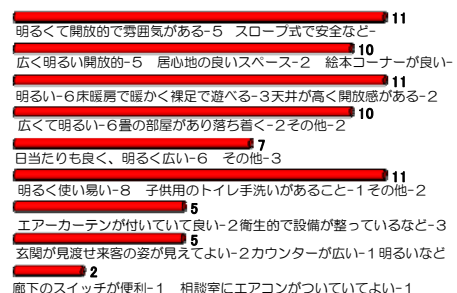 11
明るくて開放的で雰囲気がある-5 スロープ式で安全など-
10
広く明るい開放的-5 居心地の良いスペース-2 絵本コーナーが良い-
11
明るい-6床暖房で暖かく裸足で遊べる-3天井が高く開放感がある-2
10
広くて明るい-6畳の部屋があり落ち着く-2その他-2
7
日当たりも良く、明るく広い-6 その他-3
11
明るく使い易い-8 子供用のトイレ手洗いがあること-1その他-2
5
エアーカーテンが付いていて良い-2衛生的で設備が整っているなど-3
5
玄関が見渡せ来客の姿が見えてよい-2カウンターが広い-1明るいなど
2
廊下のスイッチが便利-1 相談室にエアコンがついていてよい-1